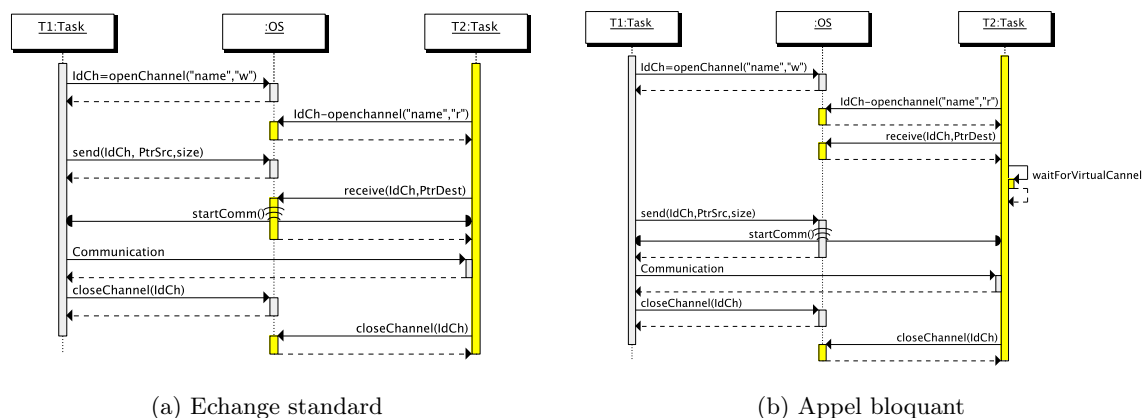 T1:Task
:OS
T2:Task
IdCh=openChannel("name","w")
IdCh-openchannel("name","r")
send(IdCh, PtrSrc,size)
receive(IdCh,PtrDest)
startComm()
Communication
closeChannel(IdCh)
closeChannel(IdCh)
(a) Echange standard
T1:Task
:OS
T2:Task
IdCh=openChannel("name","w")
IdCh-openchannel("name","r")
receive(IdCh,PtrDest)
waitForVirtualCannel
send(IdCh,PtrSrc,size)
startComm()
Communication
closeChannel(IdCh)
closeChannel(IdCh)
(b) Appel bloquant